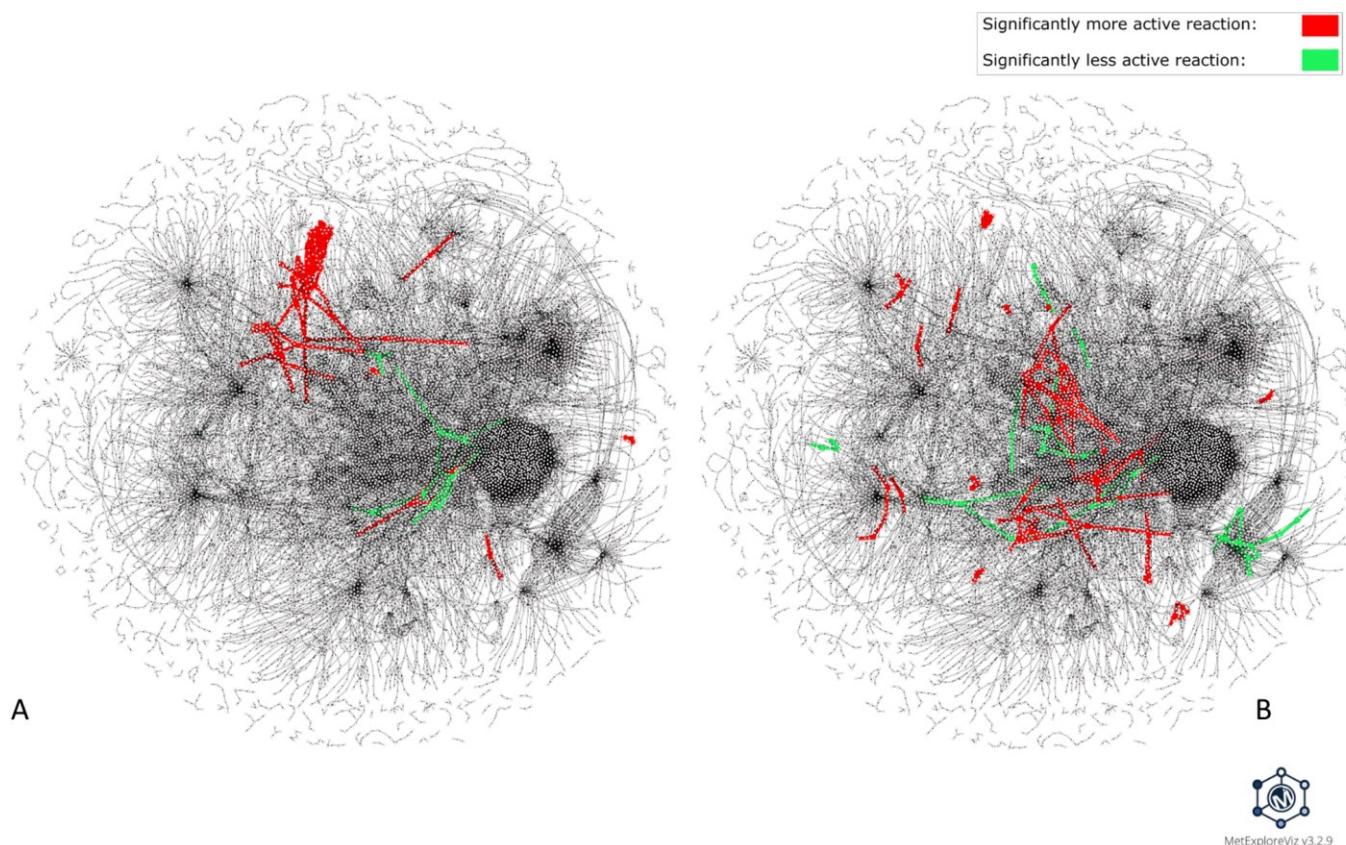 Significantly more active reaction:
Significantly less active reaction:
A
B
M
MetExploreViz v3.2.9